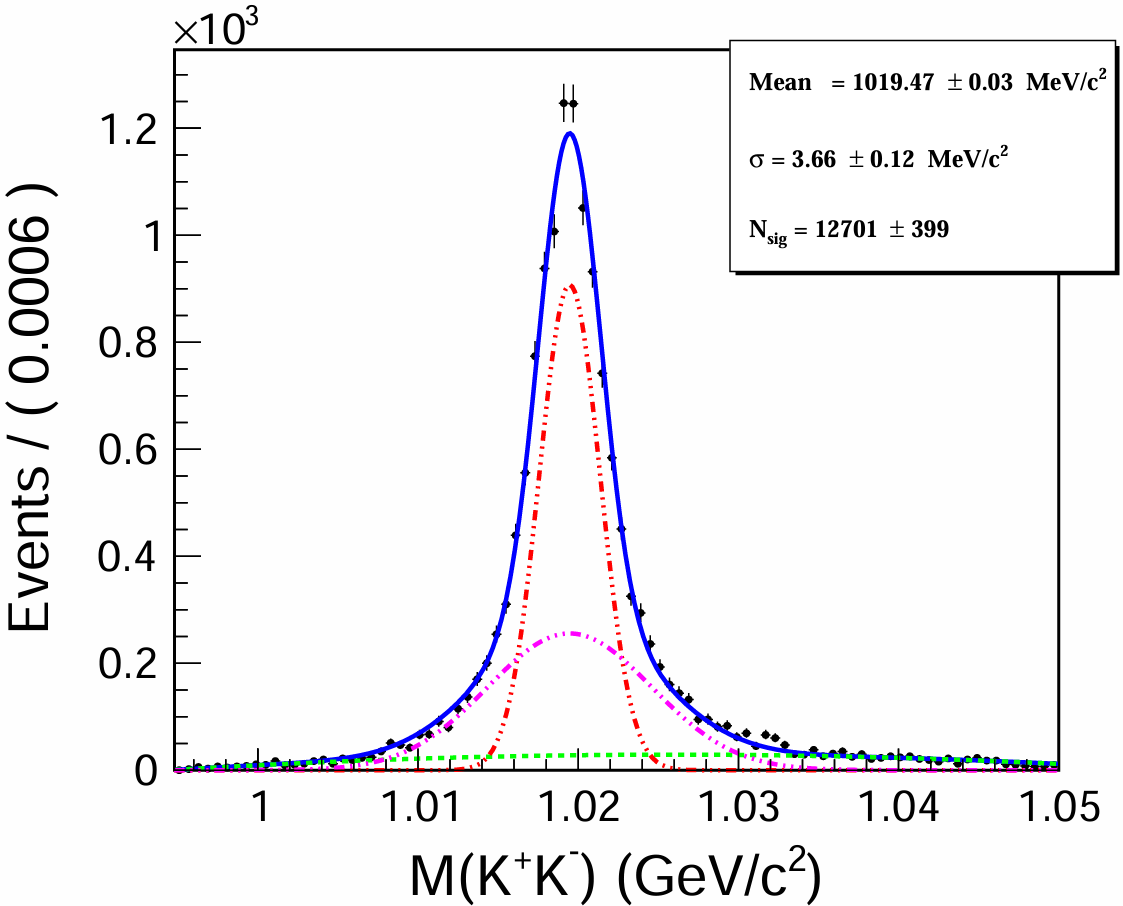 ×10³
Mean = 1019.47 ± 0.03 MeV/c²
σ = 3.66 ± 0.12 MeV/c²
N_sig = 12701 ± 399
1.2
1
0.8
0.6
0.4
0.2
0
Events / ( 0.0006 )
1 1.01 1.02 1.03 1.04 1.05
M(K⁺K⁻) (GeV/c²)